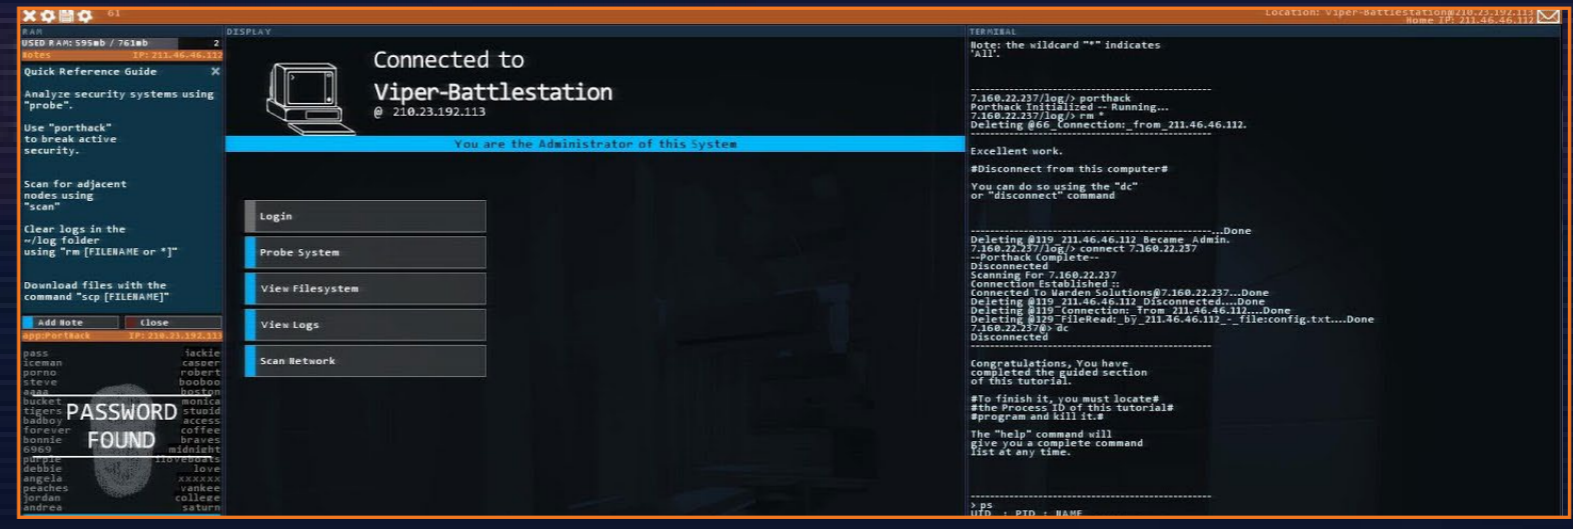 61
Location: Viper-Battlestation@210.23.192.113
Home IP: 211.46.46.112
RAM
USED RAM: 595mb / 761mb 2
Notes IP: 211.46.46.112
Quick Reference Guide X
Analyze security systems using
"probe".
Use "porthack"
to break active
security.
Scan for adjacent
nodes using
"scan"
Clear logs in the
~/log folder
using "rm [FILENAME or *]"
Download files with the
command "scp [FILENAME]"
Add Note Close
app:PortHack IP: 210.23.192.113
pass jackie
iceman casper
porno robert
steve booboo
aaaa boston
bucket monica
tigers stupid
badboy access
forever coffee
bonnie braves
6969 midnight
purple iloveboats
debbie love
angela xxxxxx
peaches yankee
jordan college
andrea saturn
PASSWORD
FOUND
DISPLAY
Connected to
Viper-Battlestation
@ 210.23.192.113
You are the Administrator of this System
Login
Probe System
View Filesystem
View Logs
Scan Network
TERMINAL
Note: the wildcard "*" indicates
'All'.
-------------------------------------------------
7.160.22.237/log/> porthack
Porthack Initialized -- Running...
7.160.22.237/log/> rm *
Deleting @66_Connection:_from_211.46.46.112.
-------------------------------------------------
Excellent work.
#Disconnect from this computer#
You can do so using the "dc"
or "disconnect" command
-------------------------------------------------...Done
Deleting @119_211.46.46.112_Became_Admin.
7.160.22.237/log/> connect 7.160.22.237
--Porthack Complete--
Disconnected
Scanning For 7.160.22.237
Connection Established ::
Connected To Warden Solutions@7.160.22.237...Done
Deleting @119_211.46.46.112_Disconnected....Done
Deleting @119_Connection:_from_211.46.46.112....Done
Deleting @129_FileRead:_by_211.46.46.112_-_file:config.txt....Done
7.160.22.237@> dc
Disconnected
-------------------------------------------------
Congratulations, You have
completed the guided section
of this tutorial.
#To finish it, you must locate#
#the Process ID of this tutorial#
#program and kill it.#
The "help" command will
give you a complete command
list at any time.
-------------------------------------------------
> ps
UID : PID : NAME